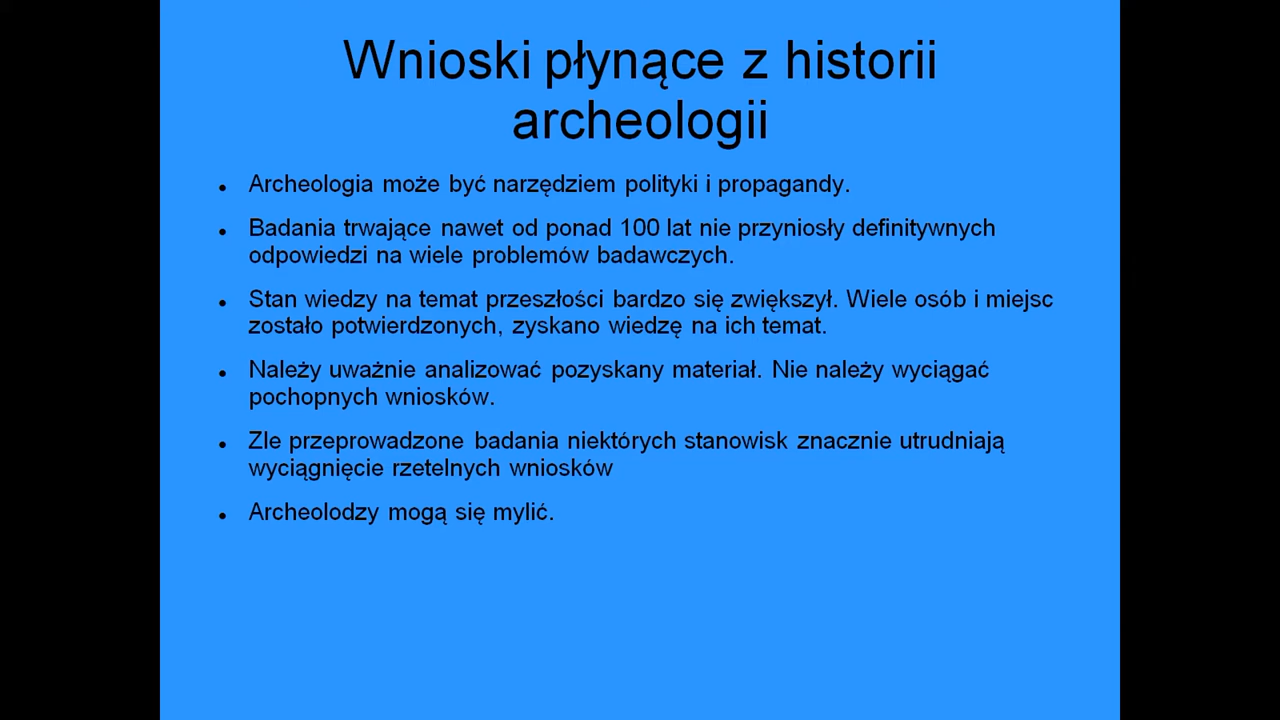 Wnioski płynące z historii
archeologii
• Archeologia może być narzędziem polityki i propagandy.
• Badania trwające nawet od ponad 100 lat nie przyniosły definitywnych
odpowiedzi na wiele problemów badawczych.
• Stan wiedzy na temat przeszłości bardzo się zwiększył. Wiele osób i miejsc
zostało potwierdzonych, zyskano wiedzę na ich temat.
• Należy uważnie analizować pozyskany materiał. Nie należy wyciągać
pochopnych wniosków.
• Zle przeprowadzone badania niektórych stanowisk znacznie utrudniają
wyciągnięcie rzetelnych wniosków
• Archeolodzy mogą się mylić.